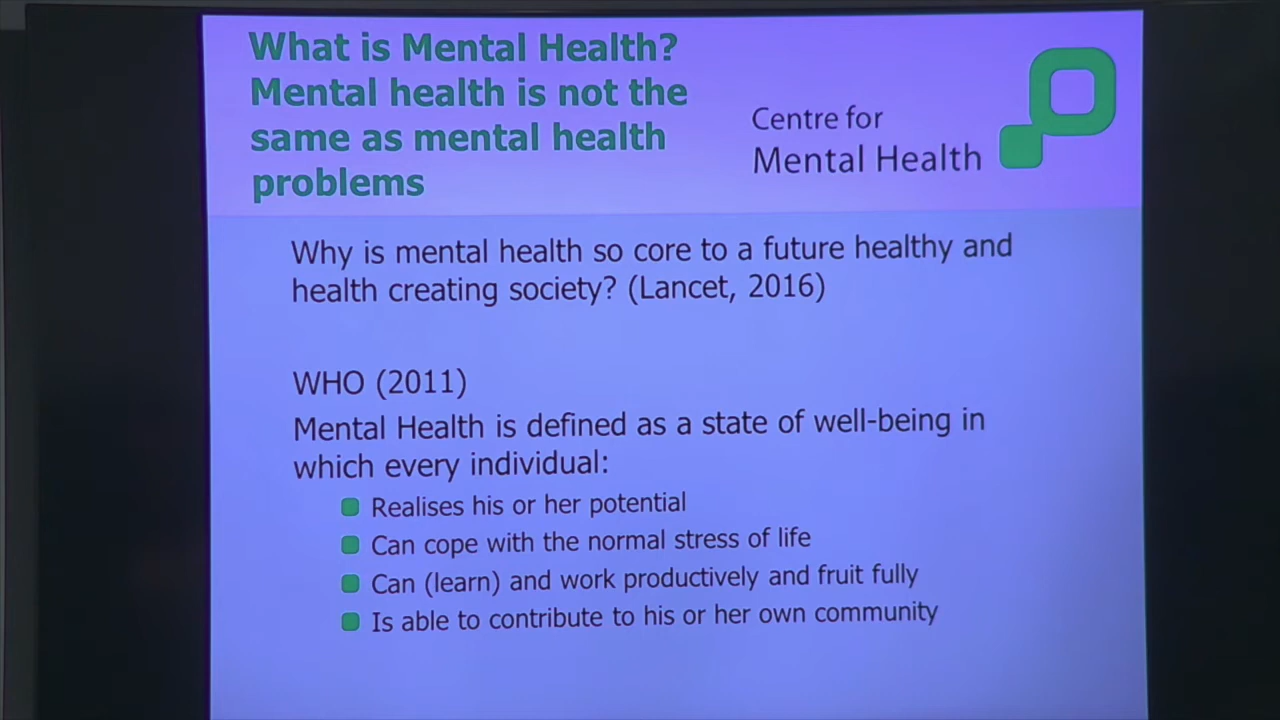 What is Mental Health?
Mental health is not the
same as mental health
problems
Centre for
Mental Health
Why is mental health so core to a future healthy and
health creating society? (Lancet, 2016)
WHO (2011)
Mental Health is defined as a state of well-being in
which every individual:
Realises his or her potential
Can cope with the normal stress of life
Can (learn) and work productively and fruit fully
Is able to contribute to his or her own community